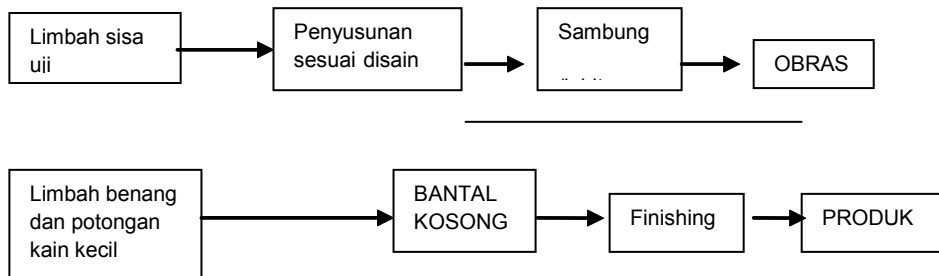 Limbah sisa
uji
Penyusunan
sesuai disain
Sambung
OBRAS
Limbah benang
dan potongan
kain kecil
BANTAL
KOSONG
Finishing
PRODUK